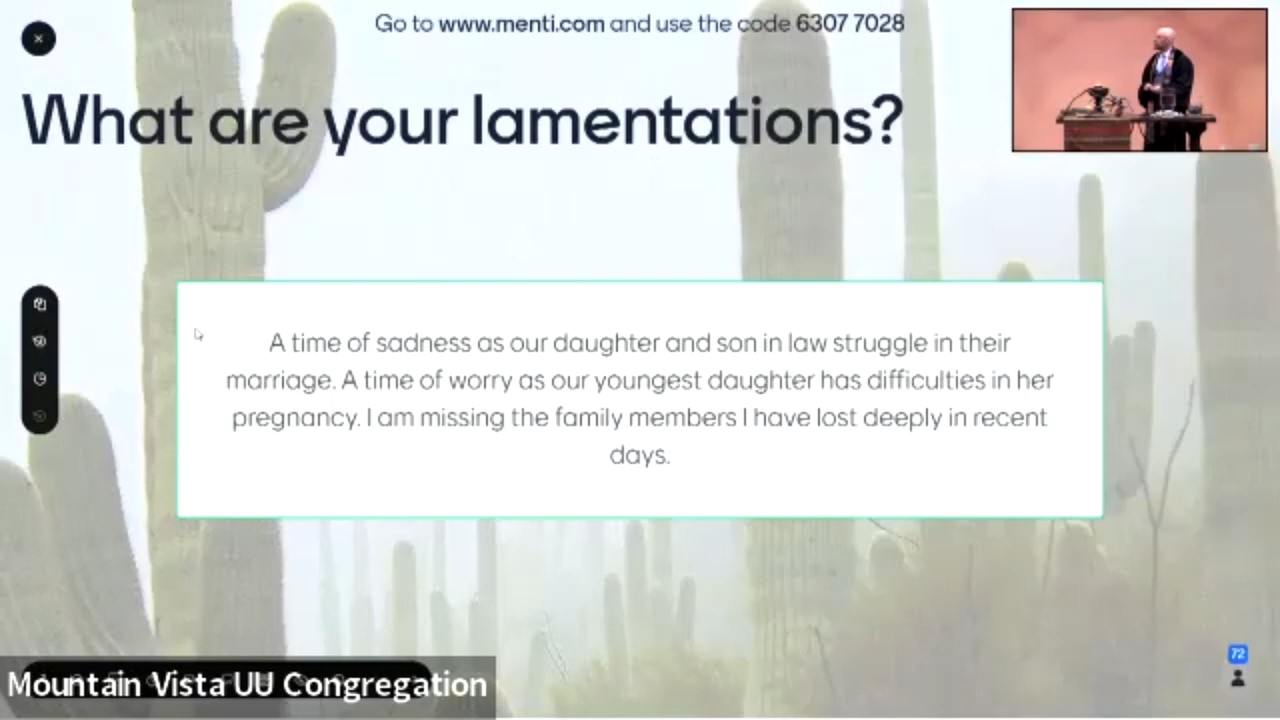 Go to www.menti.com and use the code 6307 7028
What are your lamentations?
A time of sadness as our daughter and son in law struggle in their
marriage. A time of worry as our youngest daughter has difficulties in her
pregnancy. I am missing the family members I have lost deeply in recent
days.
72
Mountain Vista UU Congregation